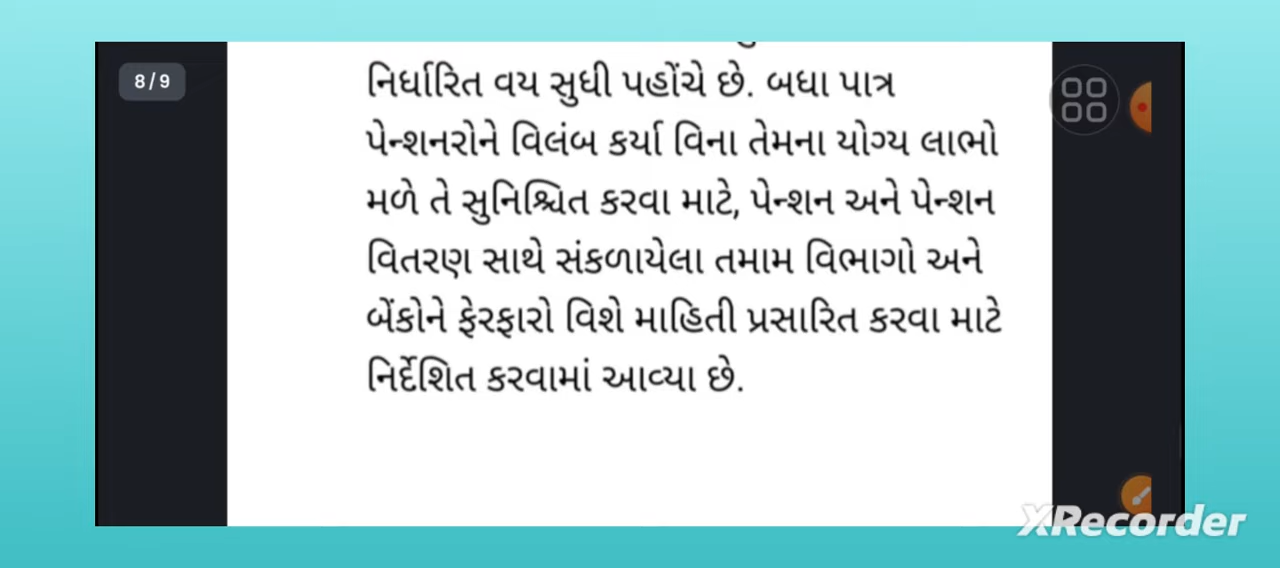 8/9
નિર્ધારિત વય સુધી પહોંચે છે. બધા પાત્ર
પેન્શનરોને વિલંબ કર્યા વિના તેમના યોગ્ય લાભો
મળે તે સુનિશ્ચિત કરવા માટે, પેન્શન અને પેન્શન
વિતરણ સાથે સંકળાયેલા તમામ વિભાગો અને
બેંકોને ફેરફારો વિશે માહિતી પ્રસારિત કરવા માટે
નિર્દેશિત કરવામાં આવ્યા છે.
XRecorder